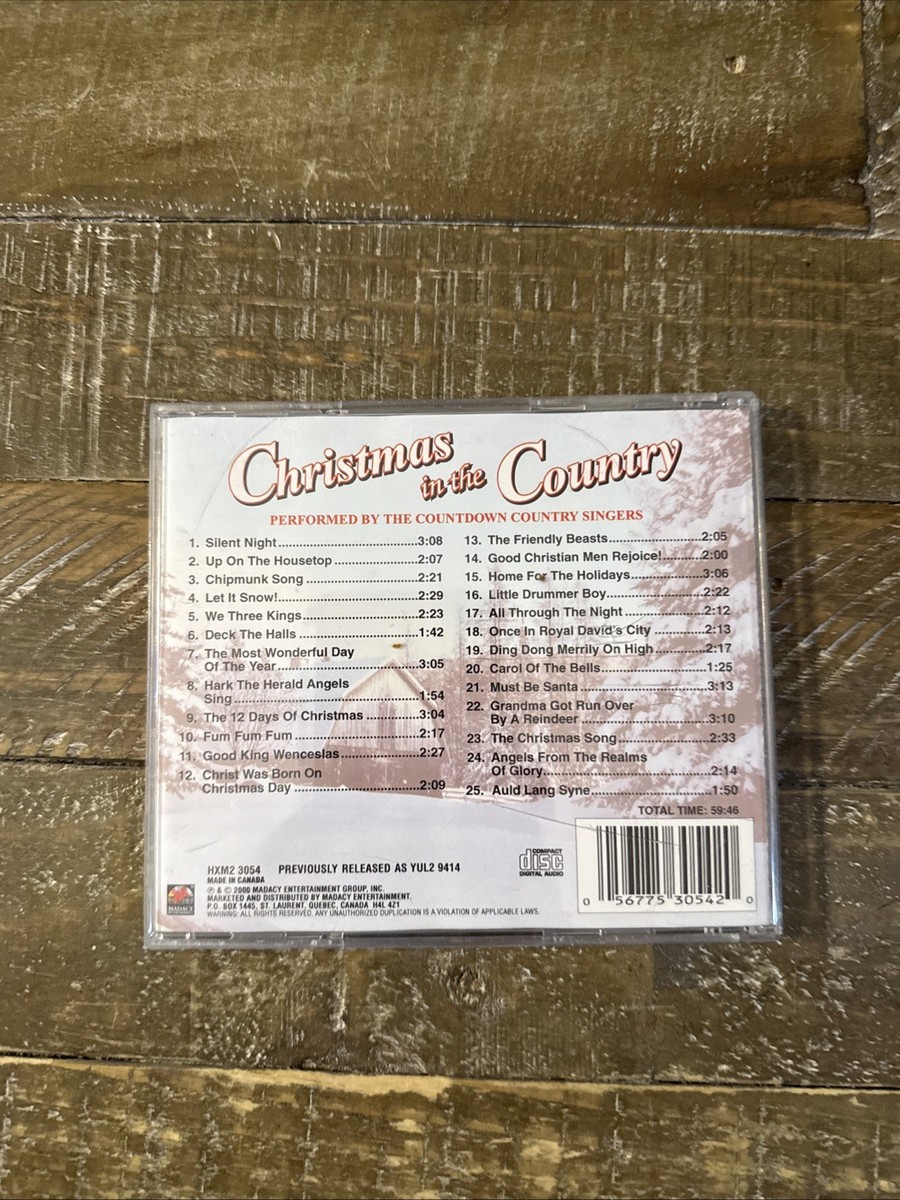 Christmas in the Country
PERFORMED BY THE COUNTDOWN COUNTRY SINGERS
1. Silent Night 3:08
2. Up On The Housetop 2:07
3. Chipmunk Song 2:21
4. Let It Snow! 2:29
5. We Three Kings 2:23
6. Deck The Halls 1:42
7. The Most Wonderful Day
Of The Year 3:05
8. Hark The Herald Angels
Sing 1:54
9. The 12 Days Of Christmas 3:04
10. Fum Fum Fum 2:17
11. Good King Wenceslas 2:27
12. Christ Was Born On
Christmas Day 2:09
13. The Friendly Beasts 2:05
14. Good Christian Men Rejoice! 2:00
15. Home For The Holidays 3:06
16. Little Drummer Boy 2:22
17. All Through The Night 2:12
18. Once In Royal David's City 2:13
19. Ding Dong Merrily On High 2:17
20. Carol Of The Bells 1:25
21. Must Be Santa 3:13
22. Grandma Got Run Over
By A Reindeer 3:10
23. The Christmas Song 2:33
24. Angels From The Realms
Of Glory 2:14
25. Auld Lang Syne 1:50
TOTAL TIME: 59:46
HXM2 3054 PREVIOUSLY RELEASED AS YUL2 9414
MADE IN CANADA
℗ & © 2000 MADACY ENTERTAINMENT GROUP, INC.
MARKETED AND DISTRIBUTED BY MADACY ENTERTAINMENT.
P.O. BOX 1445, ST. LAURENT, QUEBEC, CANADA H4L 4Z1
WARNING: ALL RIGHTS RESERVED. ANY UNAUTHORIZED DUPLICATION IS A VIOLATION OF APPLICABLE LAWS.
MADACY
COMPACT
disc
DIGITAL AUDIO
0 56775 30542 0